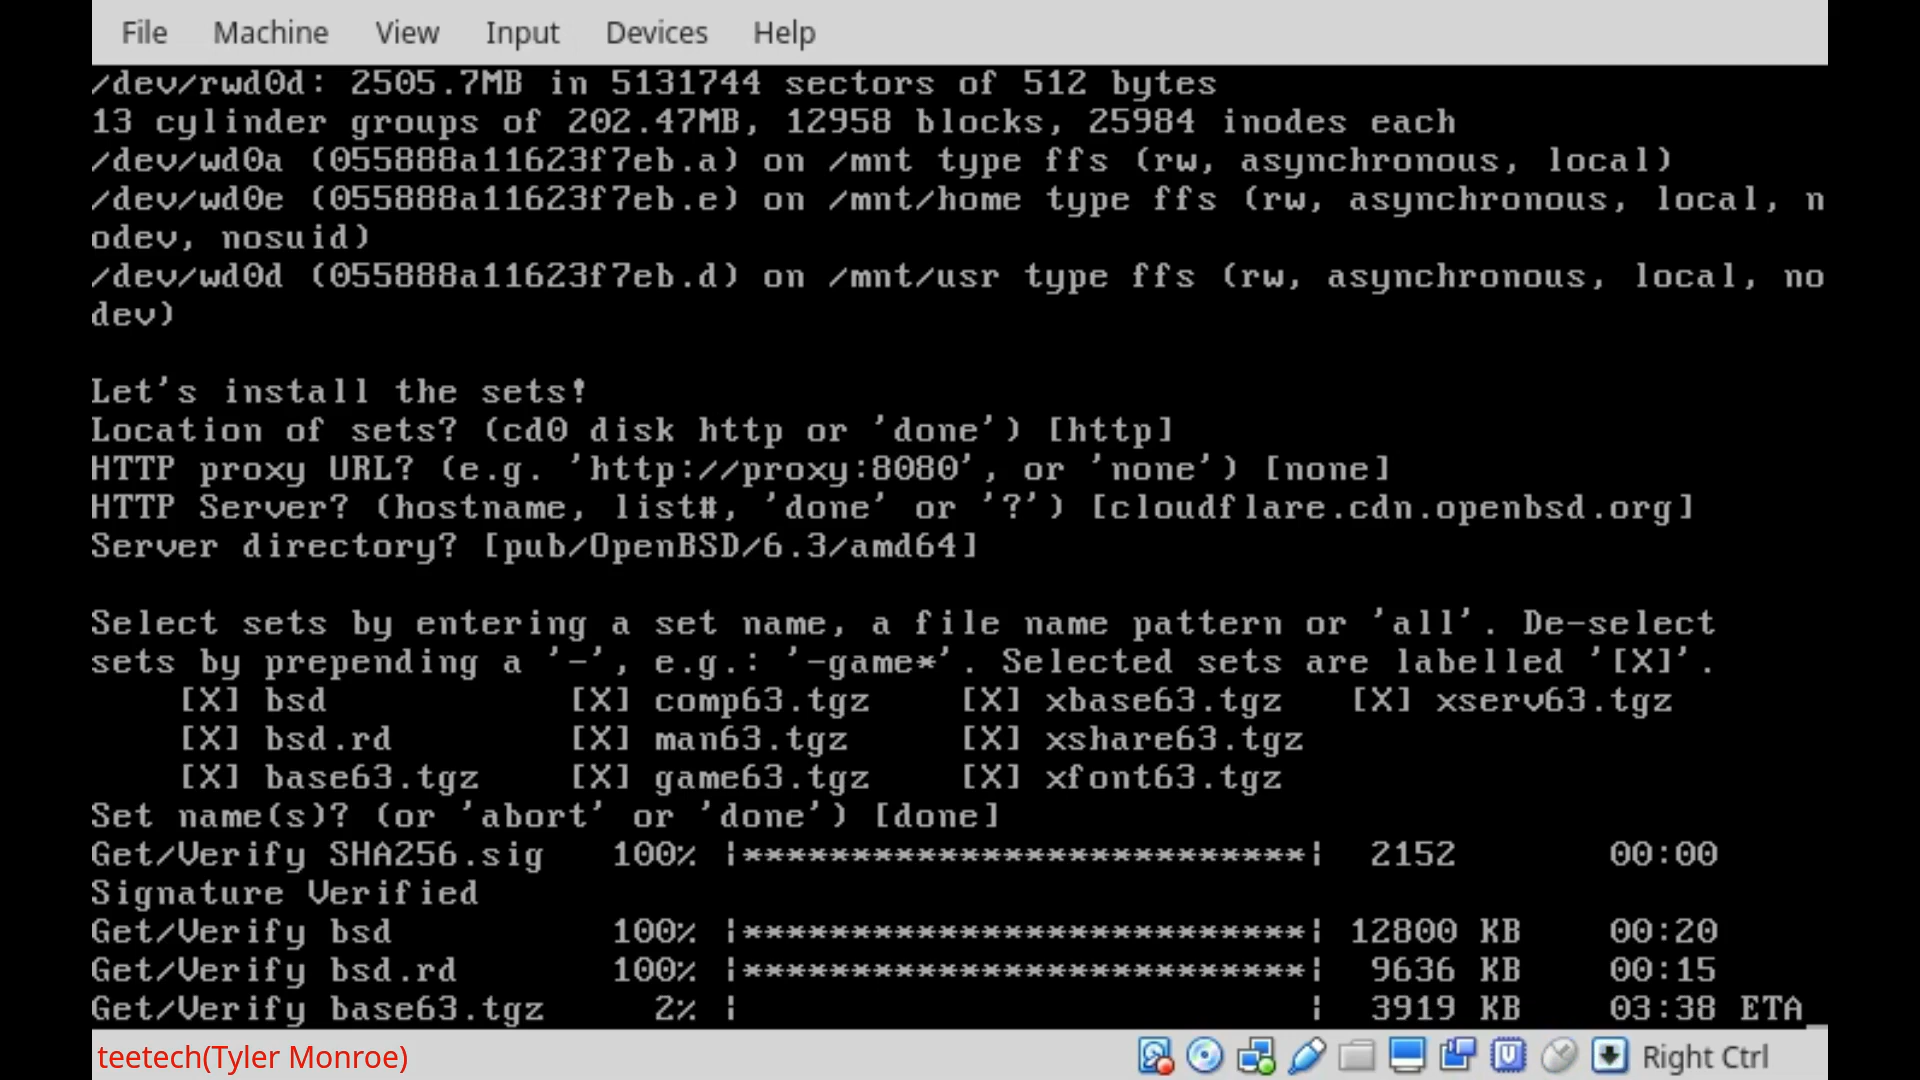 File Machine View Input Devices Help
/dev/rwd0d: 2505.7MB in 5131744 sectors of 512 bytes
13 cylinder groups of 202.47MB, 12958 blocks, 25984 inodes each
/dev/wd0a (055888a11623f7eb.a) on /mnt type ffs (rw, asynchronous, local)
/dev/wd0e (055888a11623f7eb.e) on /mnt/home type ffs (rw, asynchronous, local, n
odev, nosuid)
/dev/wd0d (055888a11623f7eb.d) on /mnt/usr type ffs (rw, asynchronous, local, no
dev)
Let's install the sets!
Location of sets? (cd0 disk http or 'done') [http]
HTTP proxy URL? (e.g. 'http://proxy:8080', or 'none') [none]
HTTP Server? (hostname, list#, 'done' or '?') [cloudflare.cdn.openbsd.org]
Server directory? [pub/OpenBSD/6.3/amd64]
Select sets by entering a set name, a file name pattern or 'all'. De-select
sets by prepending a '-', e.g.: '-game*'. Selected sets are labelled '[X]'.
[X] bsd [X] comp63.tgz [X] xbase63.tgz [X] xserv63.tgz
[X] bsd.rd [X] man63.tgz [X] xshare63.tgz
[X] base63.tgz [X] game63.tgz [X] xfont63.tgz
Set name(s)? (or 'abort' or 'done') [done]
Get/Verify SHA256.sig 100% |**************************| 2152 00:00
Signature Verified
Get/Verify bsd 100% |**************************| 12800 KB 00:20
Get/Verify bsd.rd 100% |**************************| 9636 KB 00:15
Get/Verify base63.tgz 2% | | 3919 KB 03:38 ETA_
teetech(Tyler Monroe) Right Ctrl